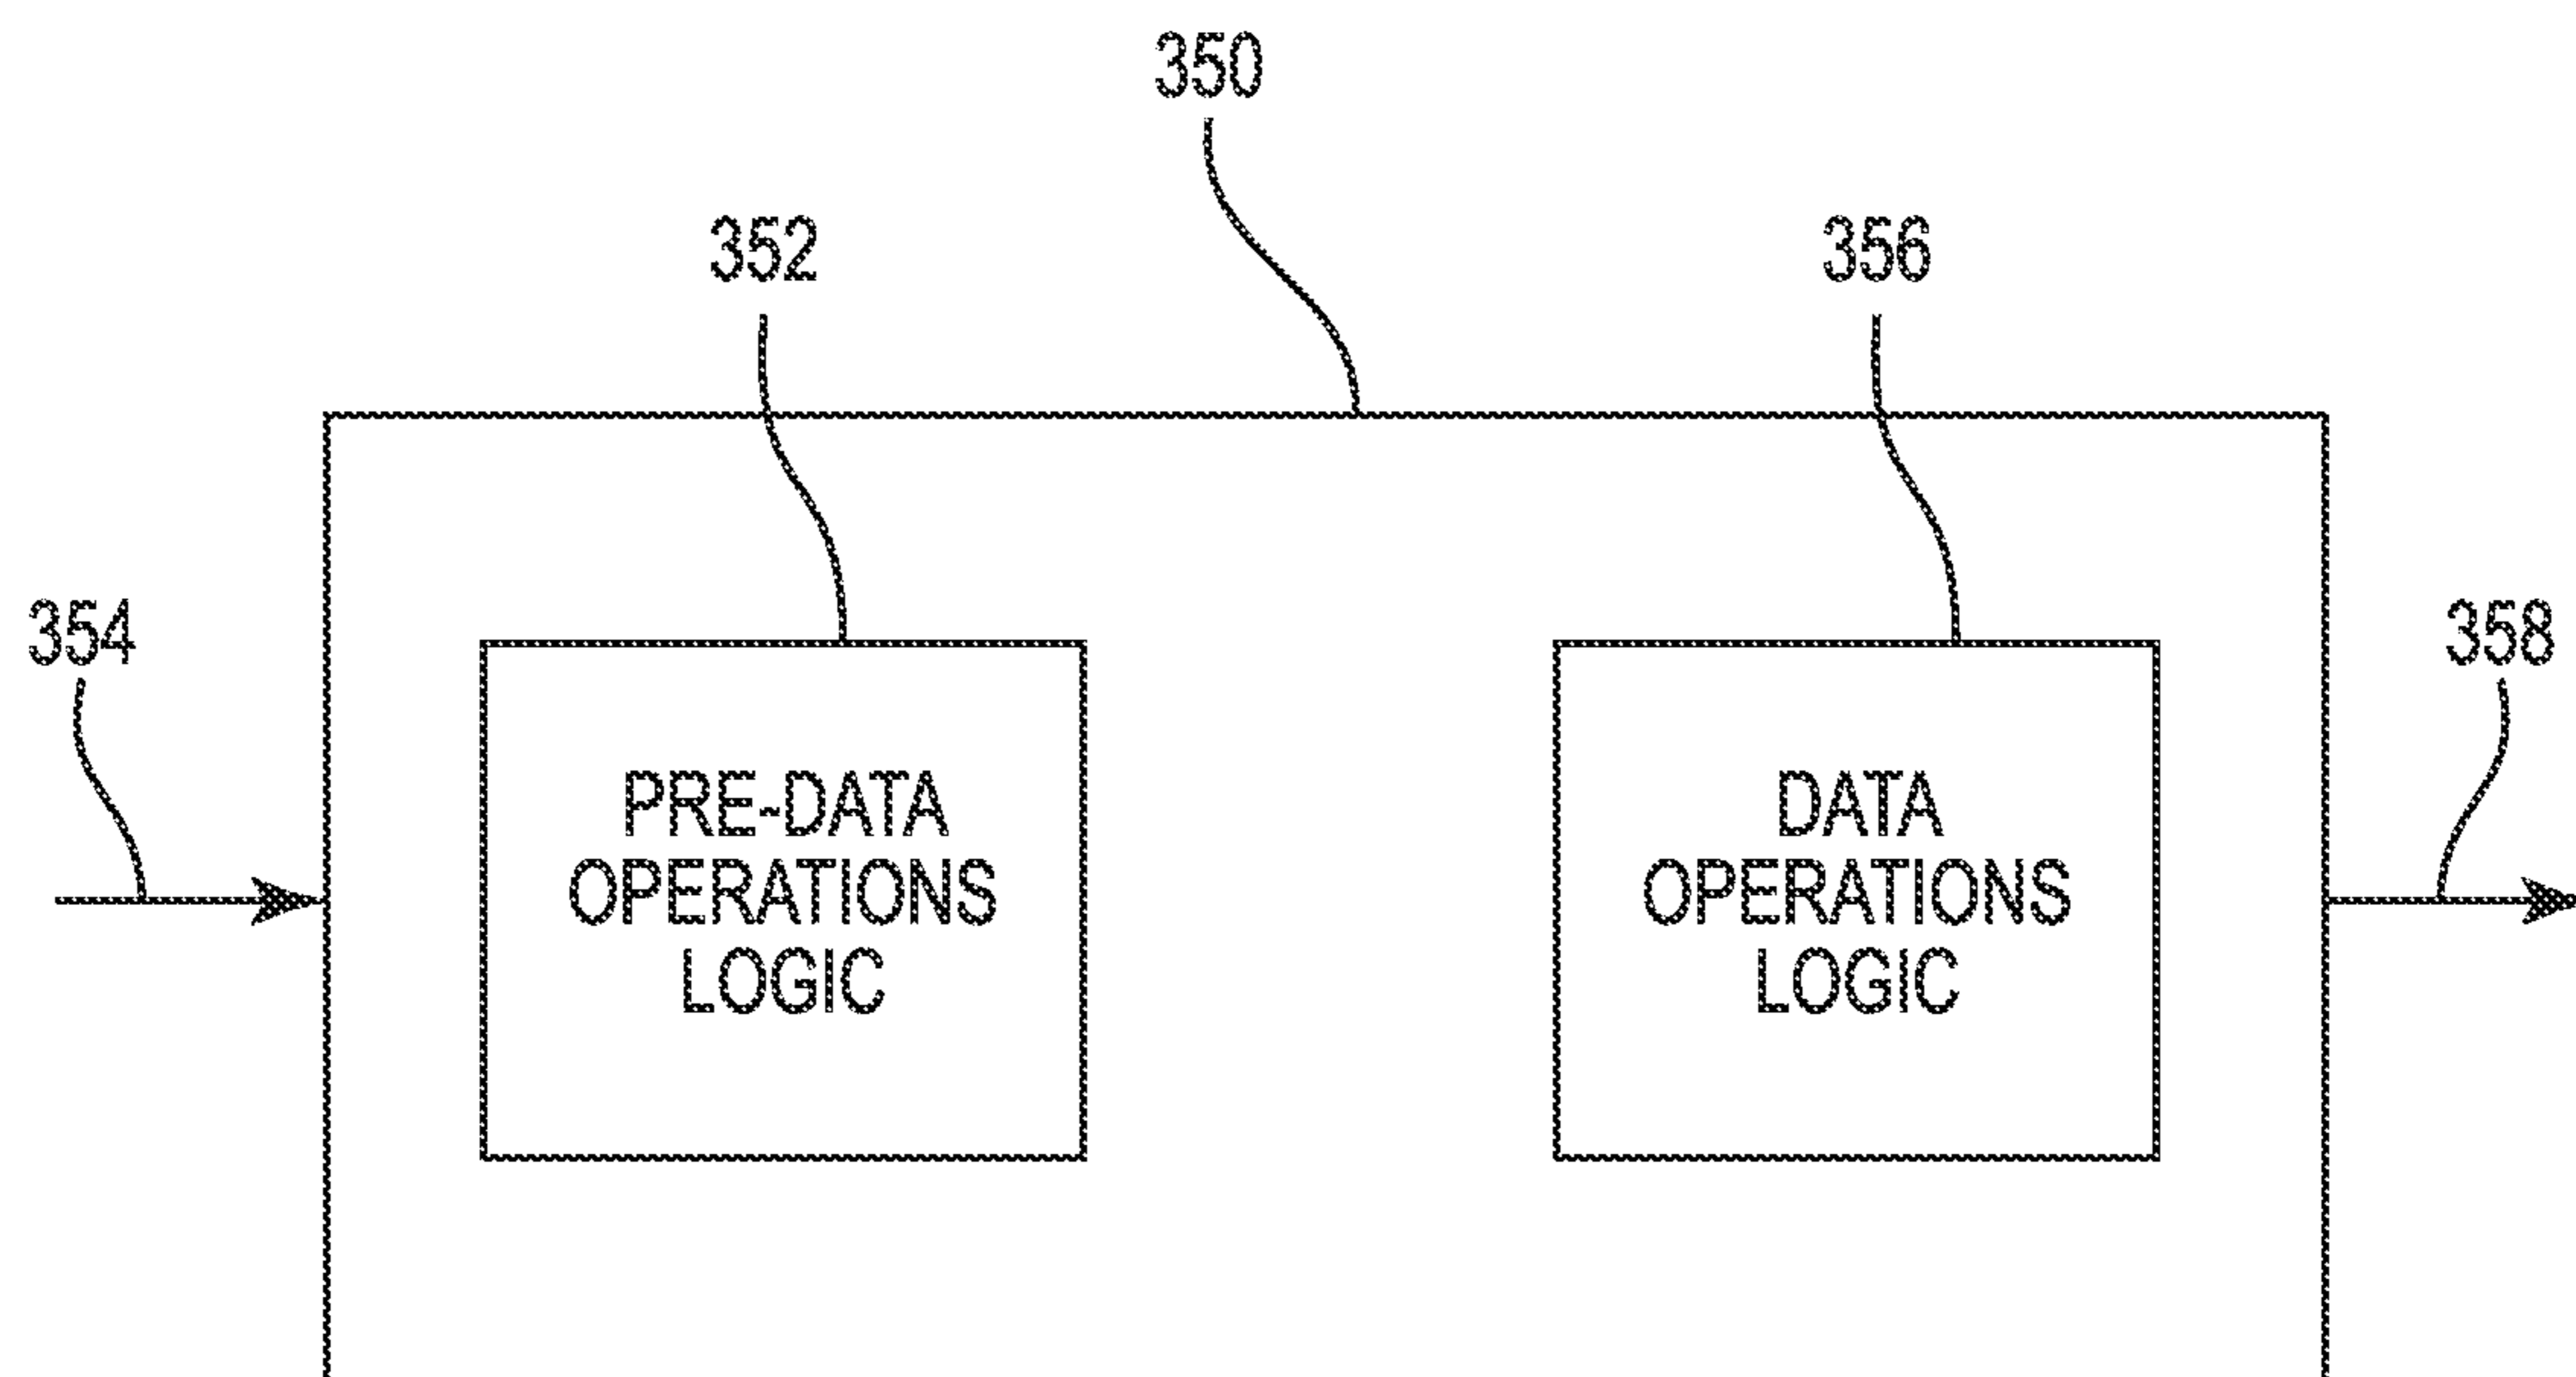 350
352
356
354
358
PRE-DATA
OPERATIONS
LOGIC
DATA
OPERATIONS
LOGIC